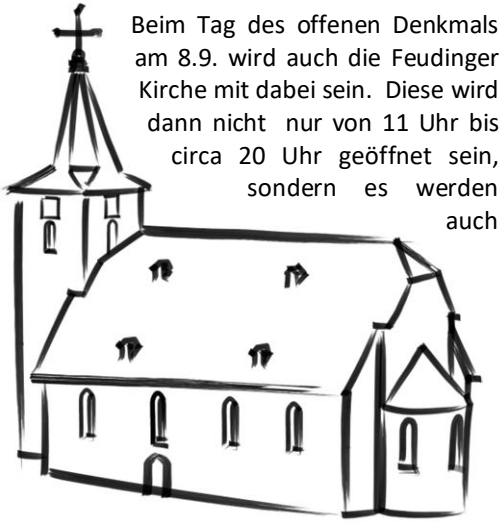 Beim Tag des offenen Denkmals
am 8.9. wird auch die Feudinger
Kirche mit dabei sein. Diese wird
dann nicht nur von 11 Uhr bis
circa 20 Uhr geöffnet sein,
sondern es werden
auch